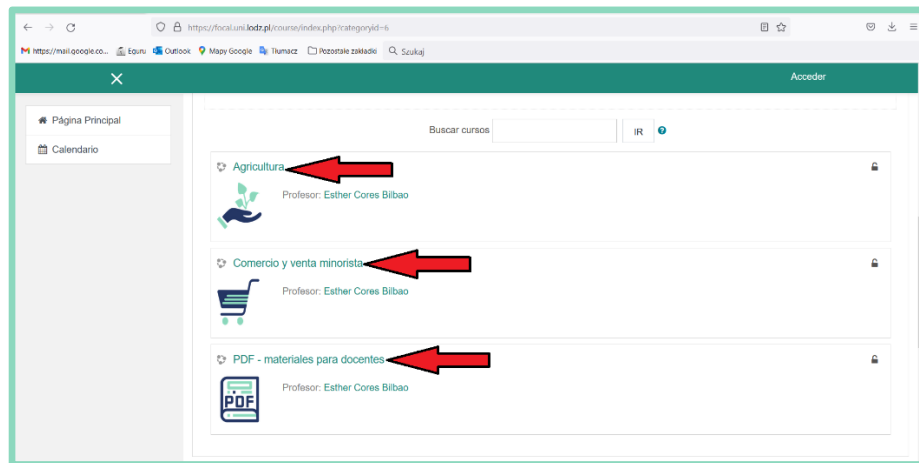 https://focal.uni.lodz.pl/course/index.php?categoryid=6
https://mail.google.co... Eguru Outlook Mapy Google Tłumacz Pozostałe zakładki Szukaj
Acceder
Página Principal
Calendario
Buscar cursos IR
Agricultura
Profesor: Esther Cores Bilbao
Comercio y venta minorista
Profesor: Esther Cores Bilbao
PDF - materiales para docentes
PDF
Profesor: Esther Cores Bilbao